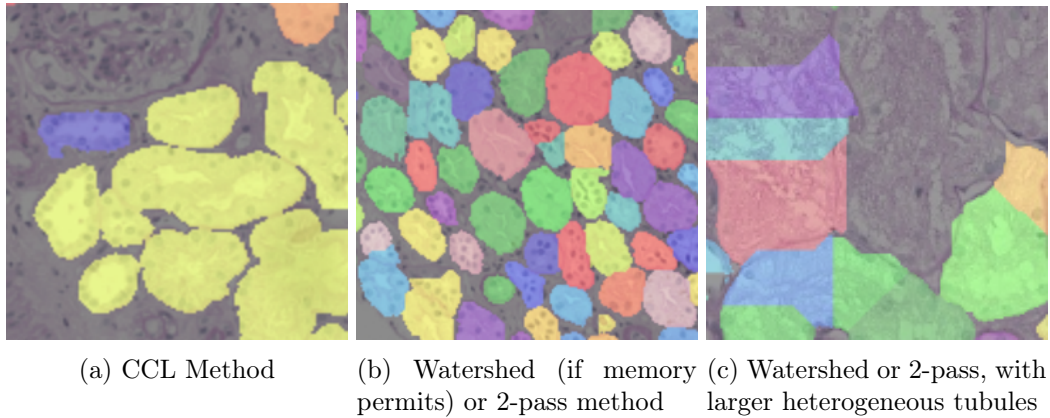 (a) CCL Method
(b) Watershed (if memory
permits) or 2-pass method
(c) Watershed or 2-pass, with
larger heterogeneous tubules